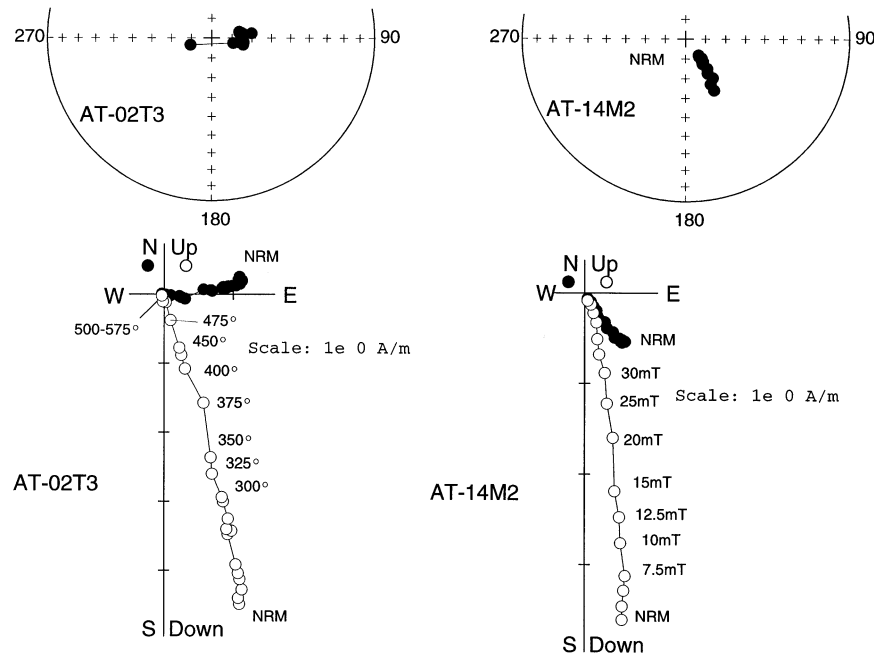 270
90
AT-02T3
180
270
90
NRM
AT-14M2
180
N Up
NRM
W E
500-575°
475°
450°
400°
375°
350°
325°
300°
Scale: 1e 0 A/m
AT-02T3
NRM
S Down
N Up
W E
NRM
30mT
25mT
20mT
15mT
12.5mT
10mT
7.5mT
Scale: 1e 0 A/m
AT-14M2
NRM
S Down